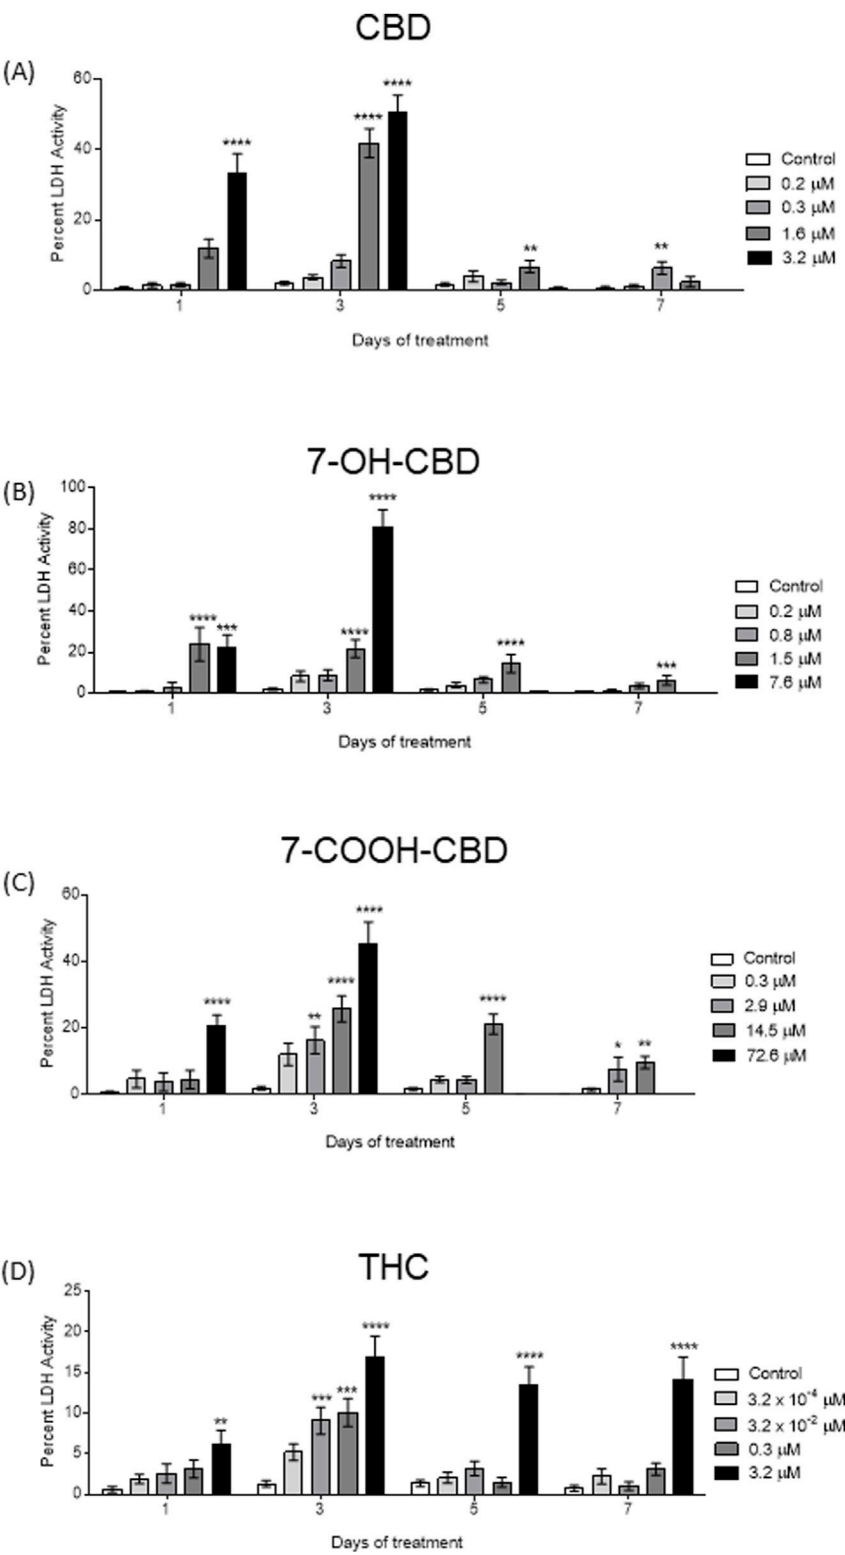 CBD
(A)
Percent LDH Activity
60
40
20
0
****
****
****
**
**
1
3
5
7
Days of treatment
Control
0.2 μM
0.3 μM
1.6 μM
3.2 μM
7-OH-CBD
(B)
Percent LDH Activity
100
80
60
40
20
0
****
***
****
****
****
***
1
3
5
7
Days of treatment
Control
0.2 μM
0.8 μM
1.5 μM
7.6 μM
7-COOH-CBD
(C)
Percent LDH Activity
60
40
20
0
****
**
****
****
****
*
**
1
3
5
7
Days of treatment
Control
0.3 μM
2.9 μM
14.5 μM
72.6 μM
THC
(D)
Percent LDH Activity
25
20
15
10
5
0
**
***
***
****
****
****
1
3
5
7
Days of treatment
Control
3.2 x 10⁻⁴ μM
3.2 x 10⁻² μM
0.3 μM
3.2 μM